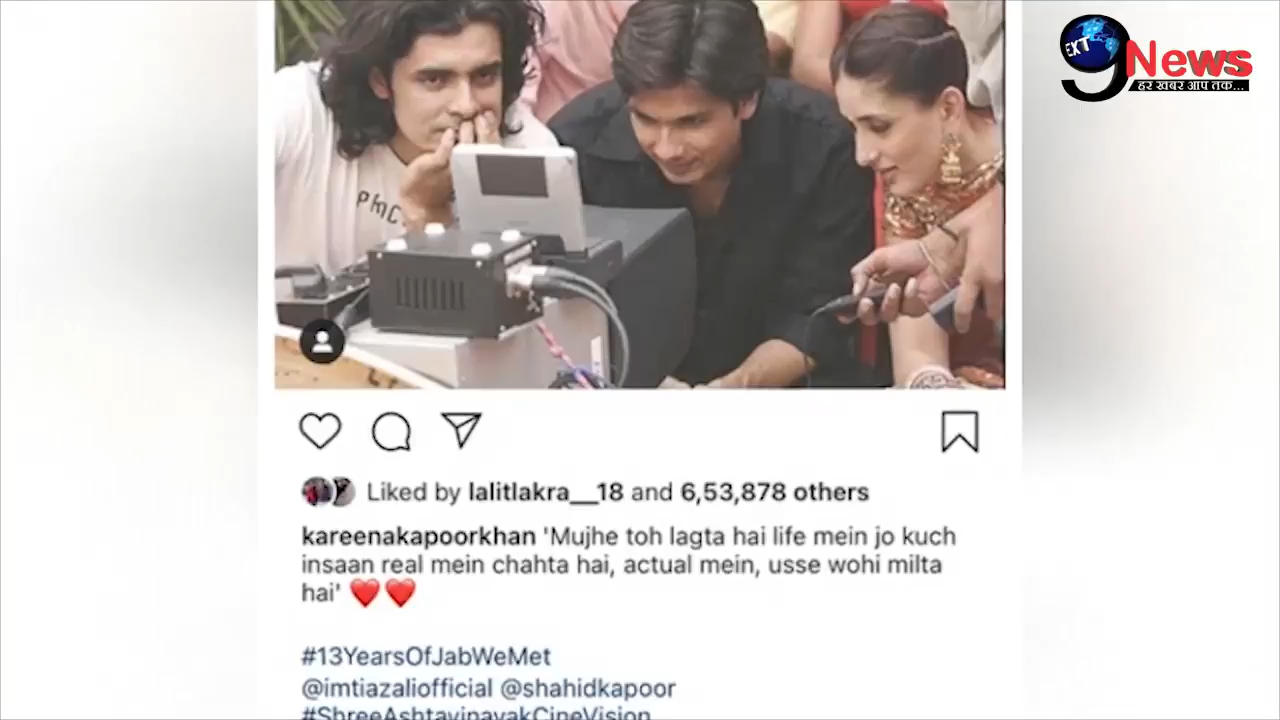 EXT
9 News
हर खबर आप तक...
PMC
Liked by lalitlakra__18 and 6,53,878 others
kareenakapoorkhan 'Mujhe toh lagta hai life mein jo kuch
insaan real mein chahta hai, actual mein, usse wohi milta
hai' ❤️❤️
#13YearsOfJabWeMet
@imtiazaliofficial @shahidkapoor
#ShreeAshtavinayakCineVision